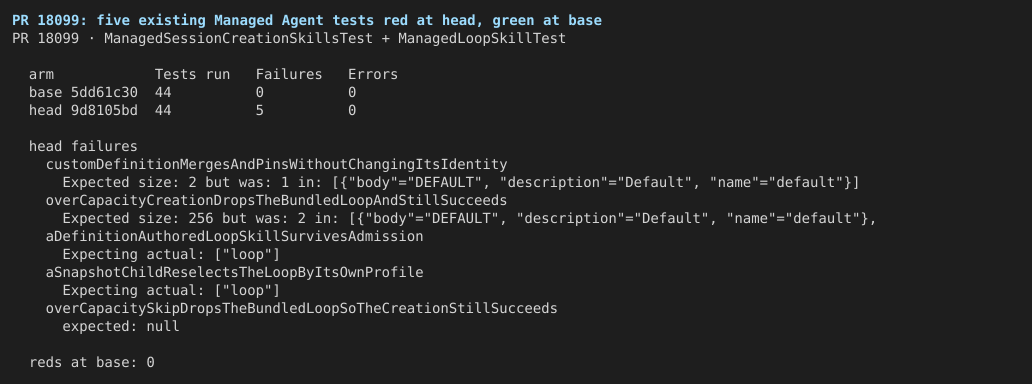 PR 18099: five existing Managed Agent tests red at head, green at base
PR 18099 · ManagedSessionCreationSkillsTest + ManagedLoopSkillTest
arm Tests run Failures Errors
base 5dd61c30 44 0 0
head 9d8105bd 44 5 0
head failures
customDefinitionMergesAndPinsWithoutChangingItsIdentity
Expected size: 2 but was: 1 in: [{"body"="DEFAULT", "description"="Default", "name"="default"}]
overCapacityCreationDropsTheBundledLoopAndStillSucceeds
Expected size: 256 but was: 2 in: [{"body"="DEFAULT", "description"="Default", "name"="default"},
aDefinitionAuthoredLoopSkillSurvivesAdmission
Expecting actual: ["loop"]
aSnapshotChildReselectsTheLoopByItsOwnProfile
Expecting actual: ["loop"]
overCapacitySkipDropsTheBundledLoopSoTheCreationStillSucceeds
expected: null
reds at base: 0